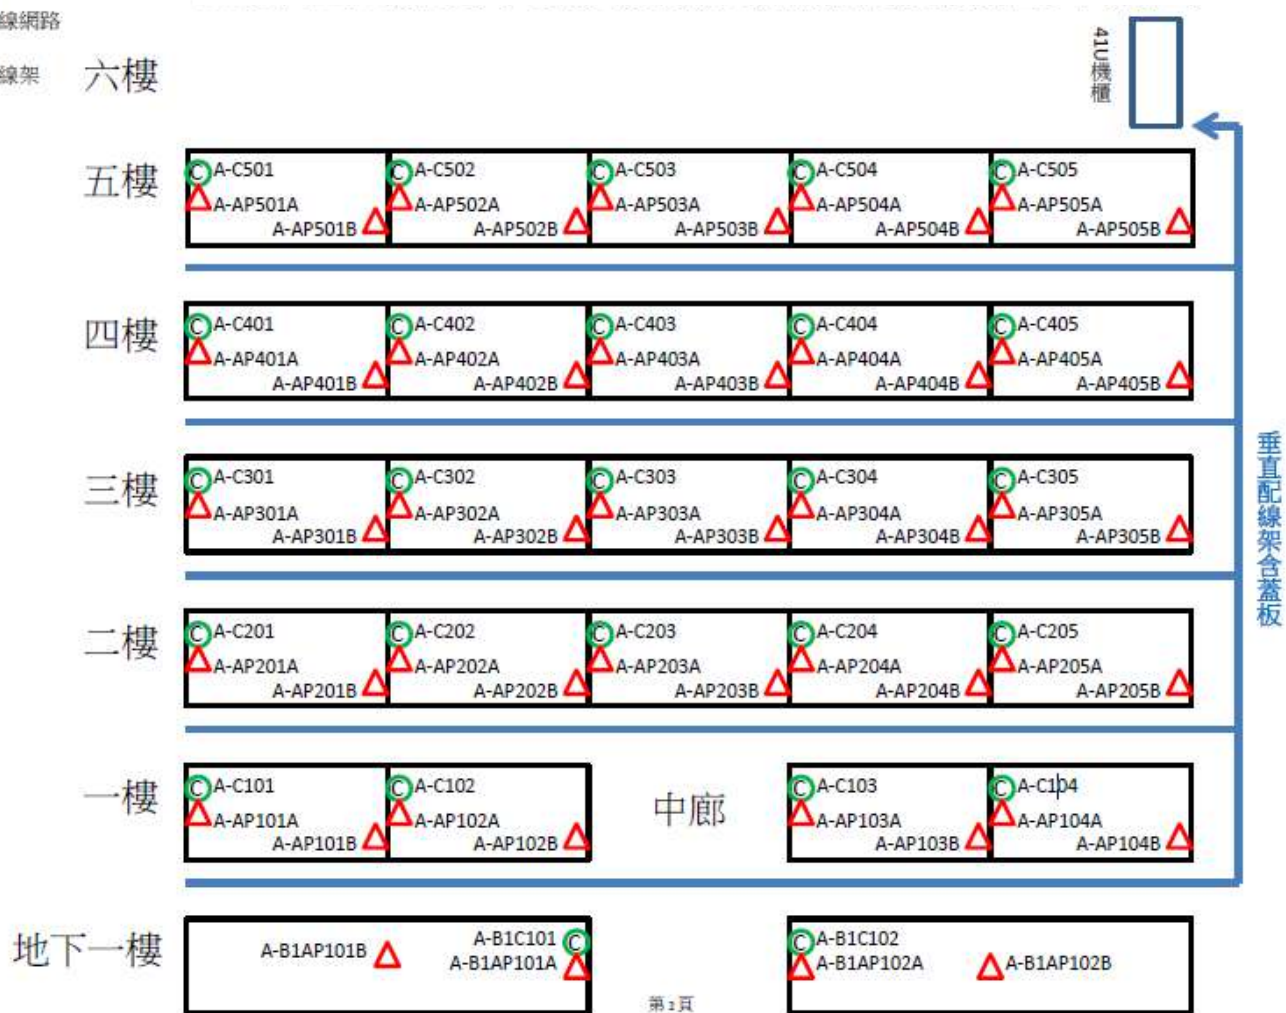 線網路
線架
六樓
41U機櫃
五樓
C A-C501 C A-C502 C A-C503 C A-C504 C A-C505
A-AP501A A-AP502A A-AP503A A-AP504A A-AP505A
A-AP501B A-AP502B A-AP503B A-AP504B A-AP505B
四樓
C A-C401 C A-C402 C A-C403 C A-C404 C A-C405
A-AP401A A-AP402A A-AP403A A-AP404A A-AP405A
A-AP401B A-AP402B A-AP403B A-AP404B A-AP405B
垂直配線架含蓋板
三樓
C A-C301 C A-C302 C A-C303 C A-C304 C A-C305
A-AP301A A-AP302A A-AP303A A-AP304A A-AP305A
A-AP301B A-AP302B A-AP303B A-AP304B A-AP305B
二樓
C A-C201 C A-C202 C A-C203 C A-C204 C A-C205
A-AP201A A-AP202A A-AP203A A-AP204A A-AP205A
A-AP201B A-AP202B A-AP203B A-AP204B A-AP205B
一樓
C A-C101 C A-C102 中廊 C A-C103 C A-C104
A-AP101A A-AP102A A-AP103A A-AP104A
A-AP101B A-AP102B A-AP103B A-AP104B
地下一樓
A-B1AP101B A-B1C101 C C A-B1C102
A-B1AP101A A-B1AP102A A-B1AP102B
第2頁